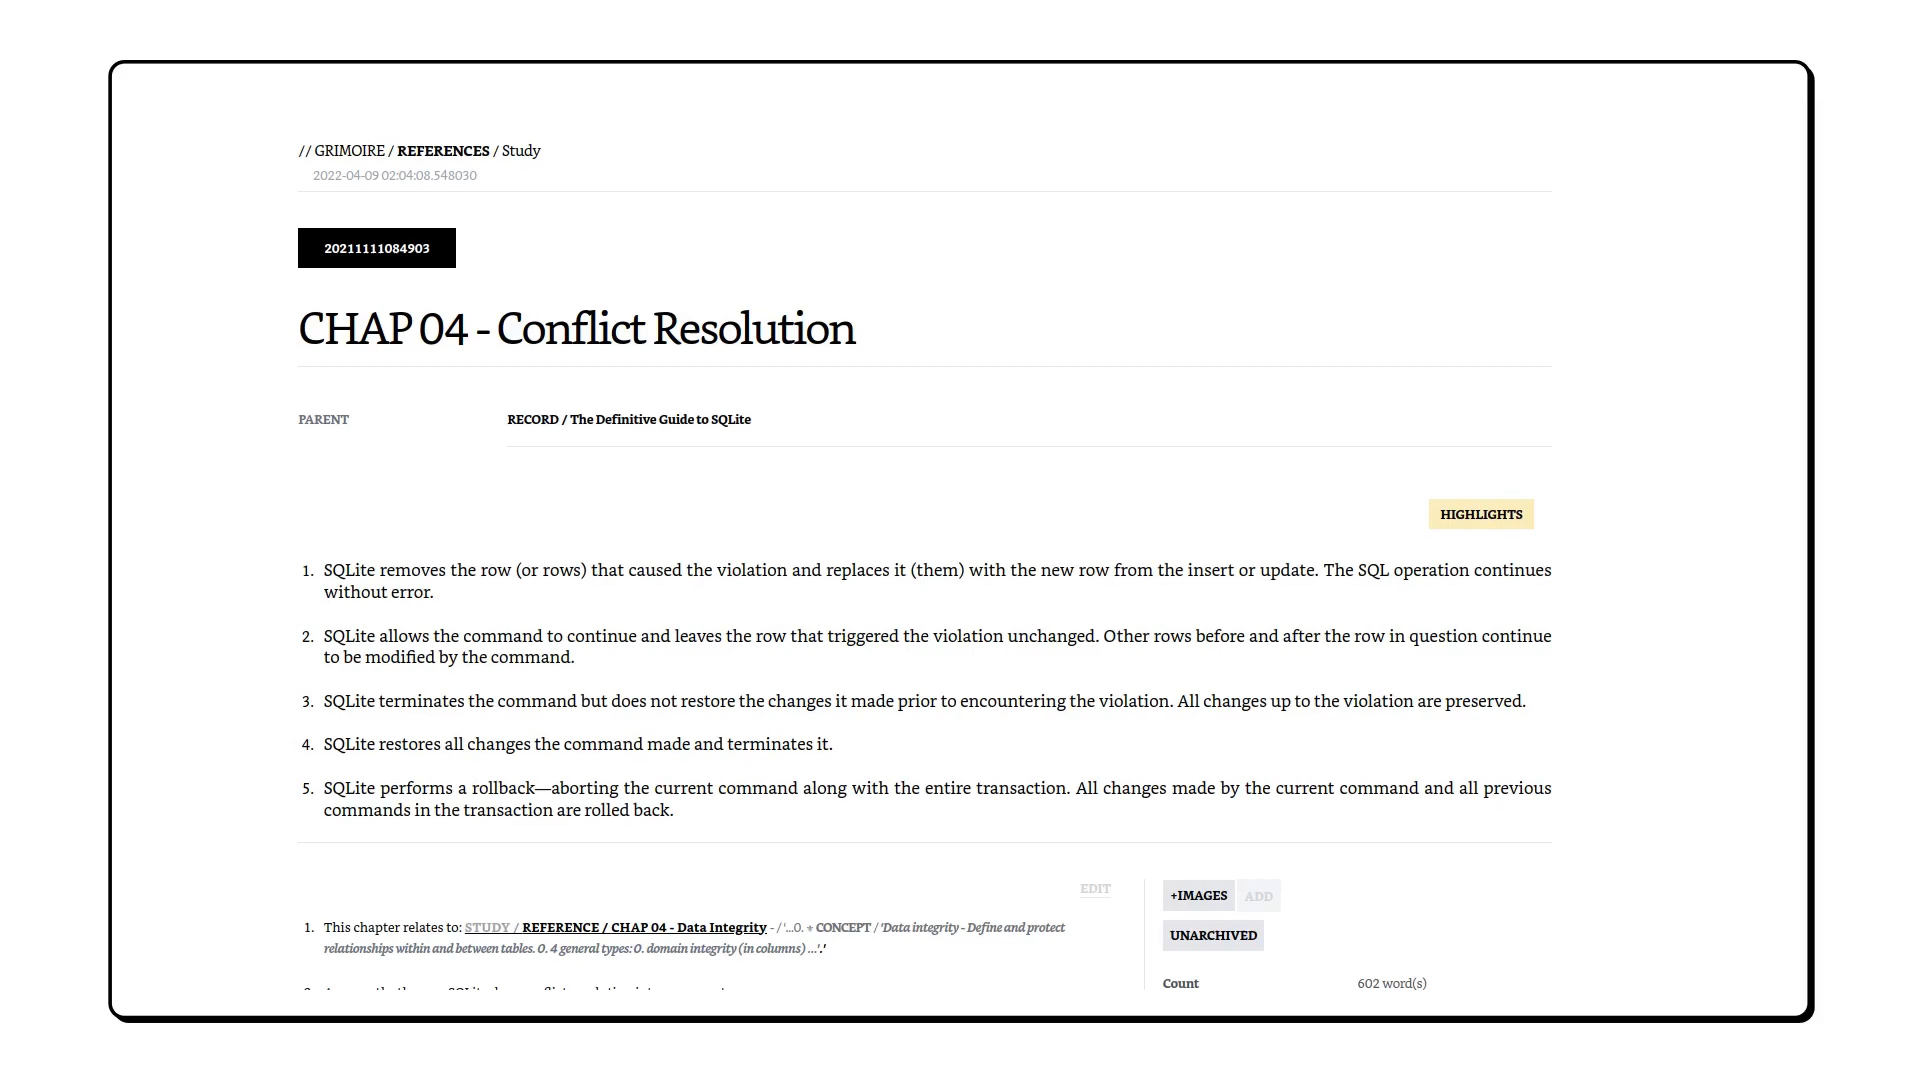 // GRIMOIRE / REFERENCES / Study
2022-04-09 02:04:08.548030
20211111084903
CHAP 04 - Conflict Resolution
PARENT
RECORD / The Definitive Guide to SQLite
HIGHLIGHTS
1. SQLite removes the row (or rows) that caused the violation and replaces it (them) with the new row from the insert or update. The SQL operation continues
without error.
2. SQLite allows the command to continue and leaves the row that triggered the violation unchanged. Other rows before and after the row in question continue
to be modified by the command.
3. SQLite terminates the command but does not restore the changes it made prior to encountering the violation. All changes up to the violation are preserved.
4. SQLite restores all changes the command made and terminates it.
5. SQLite performs a rollback—aborting the current command along with the entire transaction. All changes made by the current command and all previous
commands in the transaction are rolled back.
EDIT
1. This chapter relates to: STUDY / REFERENCE / CHAP 04 - Data Integrity - / '...0. + CONCEPT / 'Data integrity - Define and protect
relationships within and between tables. 0. 4 general types: 0. domain integrity (in columns) ...'.'
+IMAGES ADD
UNARCHIVED
Count 602 word(s)